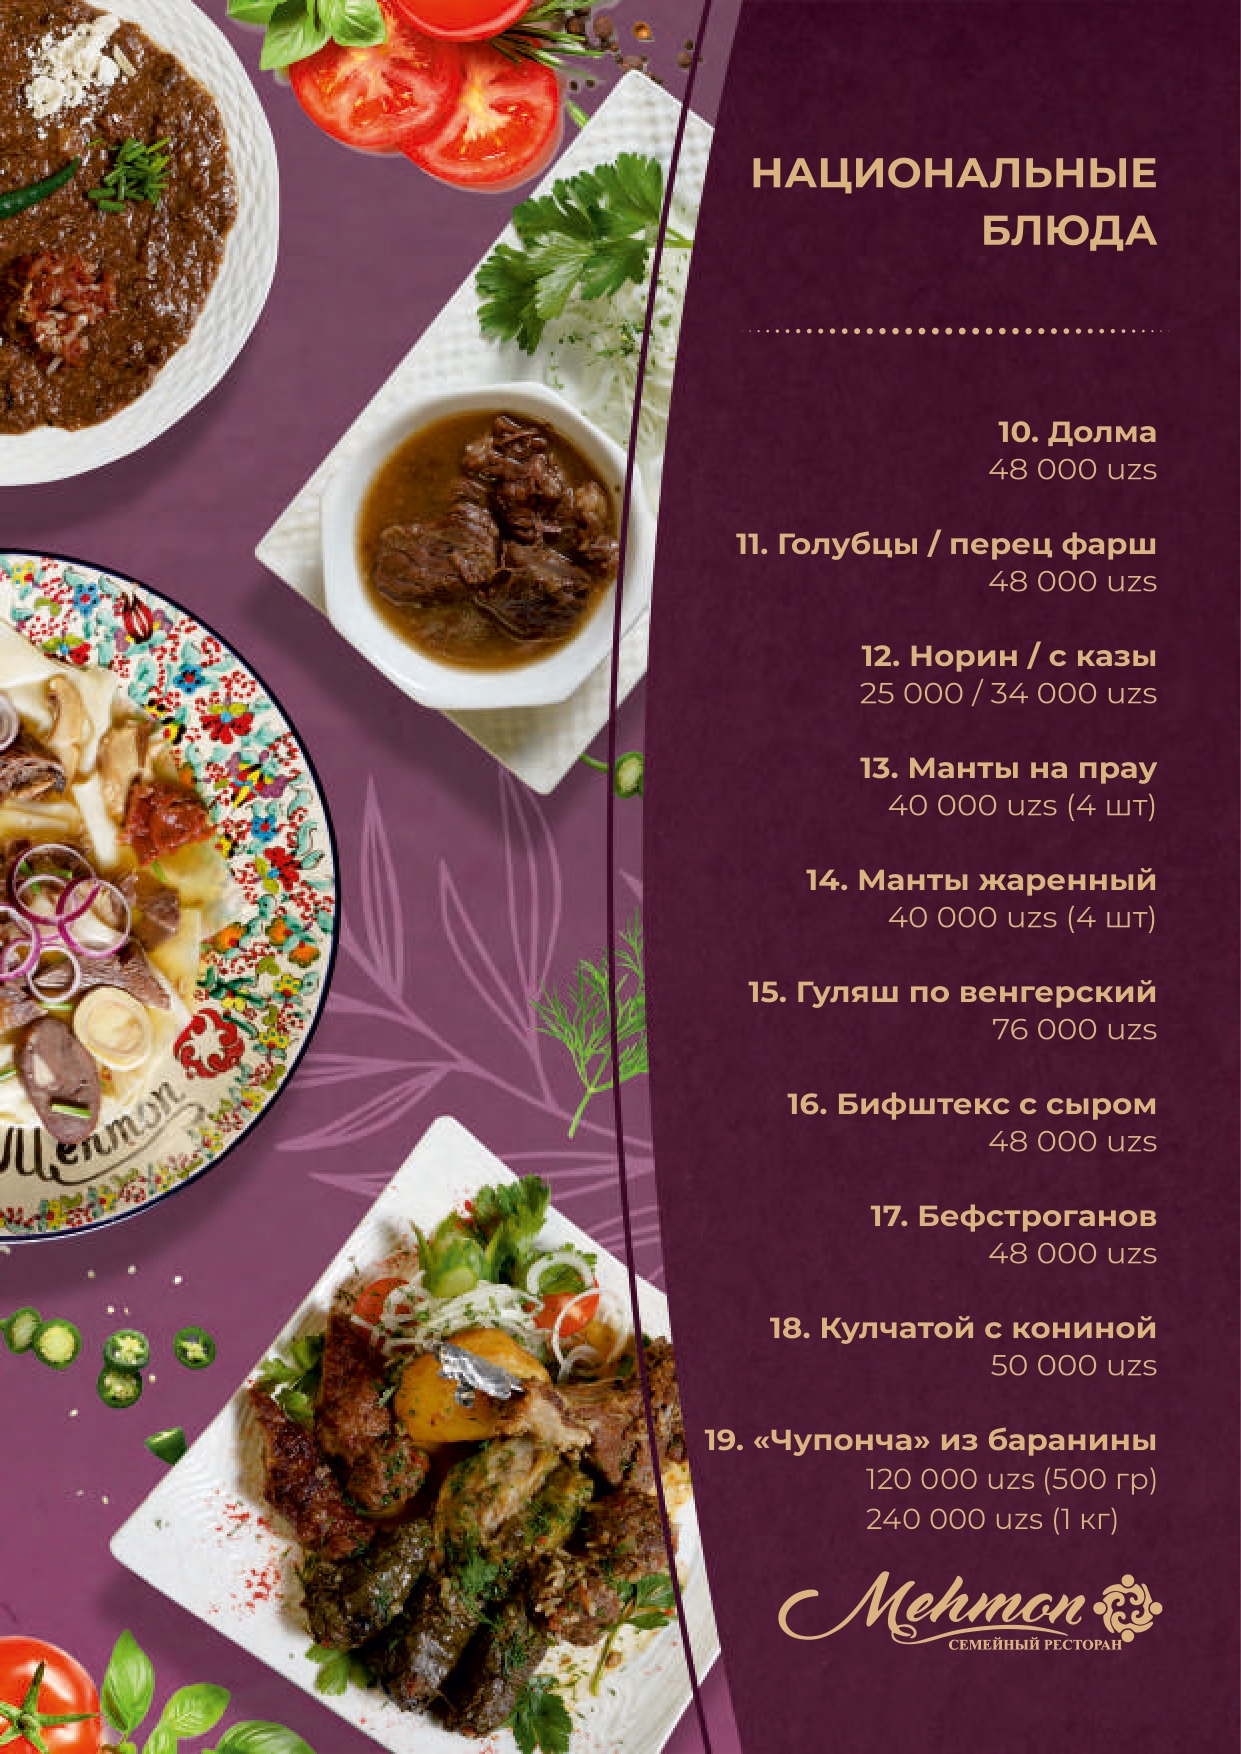 НАЦИОНАЛЬНЫЕ
БЛЮДА
10. Долма
48 000 uzs
11. Голубцы / перец фарш
48 000 uzs
12. Норин / с казы
25 000 / 34 000 uzs
13. Манты на прау
40 000 uzs (4 шт)
14. Манты жаренный
40 000 uzs (4 шт)
15. Гуляш по венгерский
76 000 uzs
16. Бифштекс с сыром
48 000 uzs
17. Бефстроганов
48 000 uzs
18. Кулчатой с кониной
50 000 uzs
19. «Чупонча» из баранины
120 000 uzs (500 гр)
240 000 uzs (1 кг)
Mehmon
СЕМЕЙНЫЙ РЕСТОРАН
Mehmon